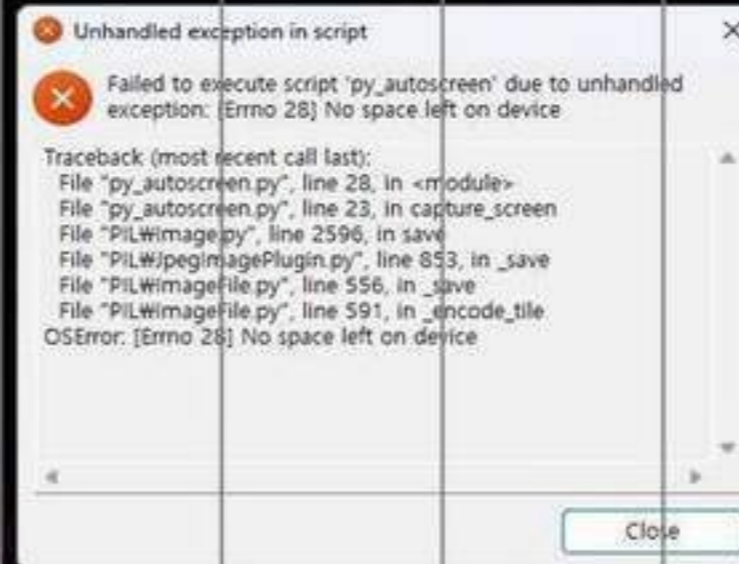 Unhandled exception in script
Failed to execute script 'py_autoscreen' due to unhandled
exception: [Errno 28] No space left on device
Traceback (most recent call last):
File "py_autoscreen.py", line 28, in <module>
File "py_autoscreen.py", line 23, in capture_screen
File "PIL₩Image.py", line 2596, in save
File "PIL₩JpegImagePlugin.py", line 853, in _save
File "PIL₩ImageFile.py", line 556, in _save
File "PIL₩ImageFile.py", line 591, in _encode_tile
OSError: [Errno 28] No space left on device
Close